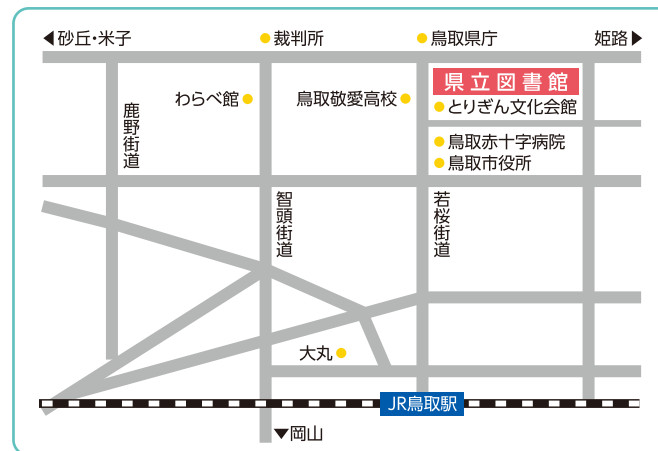 ◀砂丘・米子
裁判所
鳥取県庁
姫路▶
県立図書館
わらべ館
鳥取敬愛高校
とりぎん文化会館
鹿野街道
鳥取赤十字病院
鳥取市役所
智頭街道
若桜街道
大丸
JR鳥取駅
▼岡山